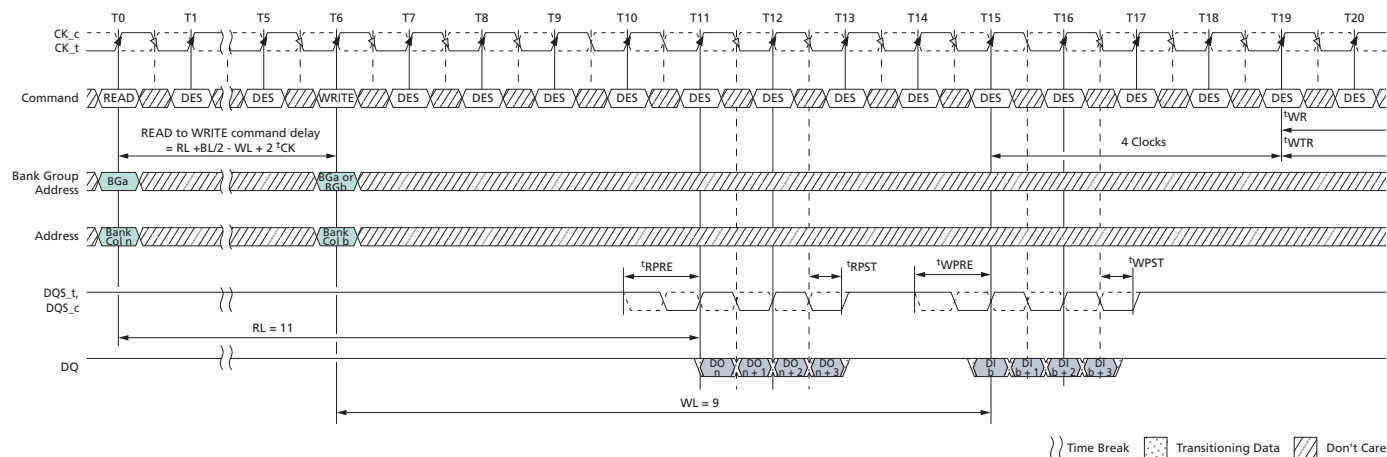 T0 T1 T5 T6 T7 T8 T9 T10 T11 T12 T13 T14 T15 T16 T17 T18 T19 T20
CK_c
CK_t
Command READ DES DES WRITE DES DES DES DES DES DES DES DES DES DES DES DES DES DES
tWR
READ to WRITE command delay
= RL +BL/2 - WL + 2 tCK
4 Clocks
tWTR
Bank Group
Address
BGa
BGa or
BGb
Address
Bank
Col n
Bank
Col b
tRPRE tRPST tWPRE tWPST
DQS_t,
DQS_c
RL = 11
DQ
DO
n
DO
n + 1
DO
n + 2
DO
n + 3
DI
b
DI
b + 1
DI
b + 2
DI
b + 3
WL = 9
Time Break Transitioning Data Don't Care